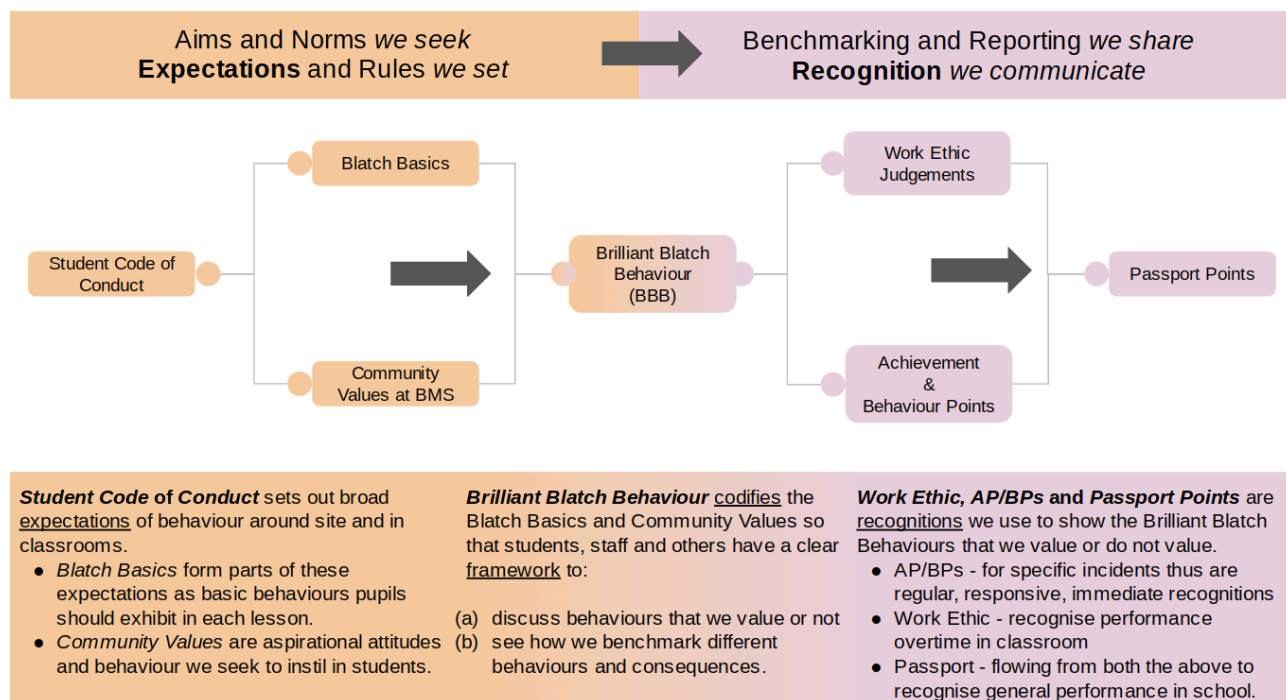 Aims and Norms we seek
Expectations and Rules we set
Benchmarking and Reporting we share
Recognition we communicate
Student Code of
Conduct
Blatch Basics
Community
Values at BMS
Brilliant Blatch
Behaviour
(BBB)
Work Ethic
Judgements
Achievement
&
Behaviour Points
Passport Points
Student Code of Conduct sets out broad
expectations of behaviour around site and in
classrooms.
● Blatch Basics form parts of these
expectations as basic behaviours pupils
should exhibit in each lesson.
● Community Values are aspirational attitudes
and behaviour we seek to instil in students.
Brilliant Blatch Behaviour codifies the
Blatch Basics and Community Values so
that students, staff and others have a clear
framework to:
(a) discuss behaviours that we value or not
(b) see how we benchmark different
behaviours and consequences.
Work Ethic, AP/BPs and Passport Points are
recognitions we use to show the Brilliant Blatch
Behaviours that we value or do not value.
● AP/BPs - for specific incidents thus are
regular, responsive, immediate recognitions
● Work Ethic - recognise performance
overtime in classroom
● Passport - flowing from both the above to
recognise general performance in school.